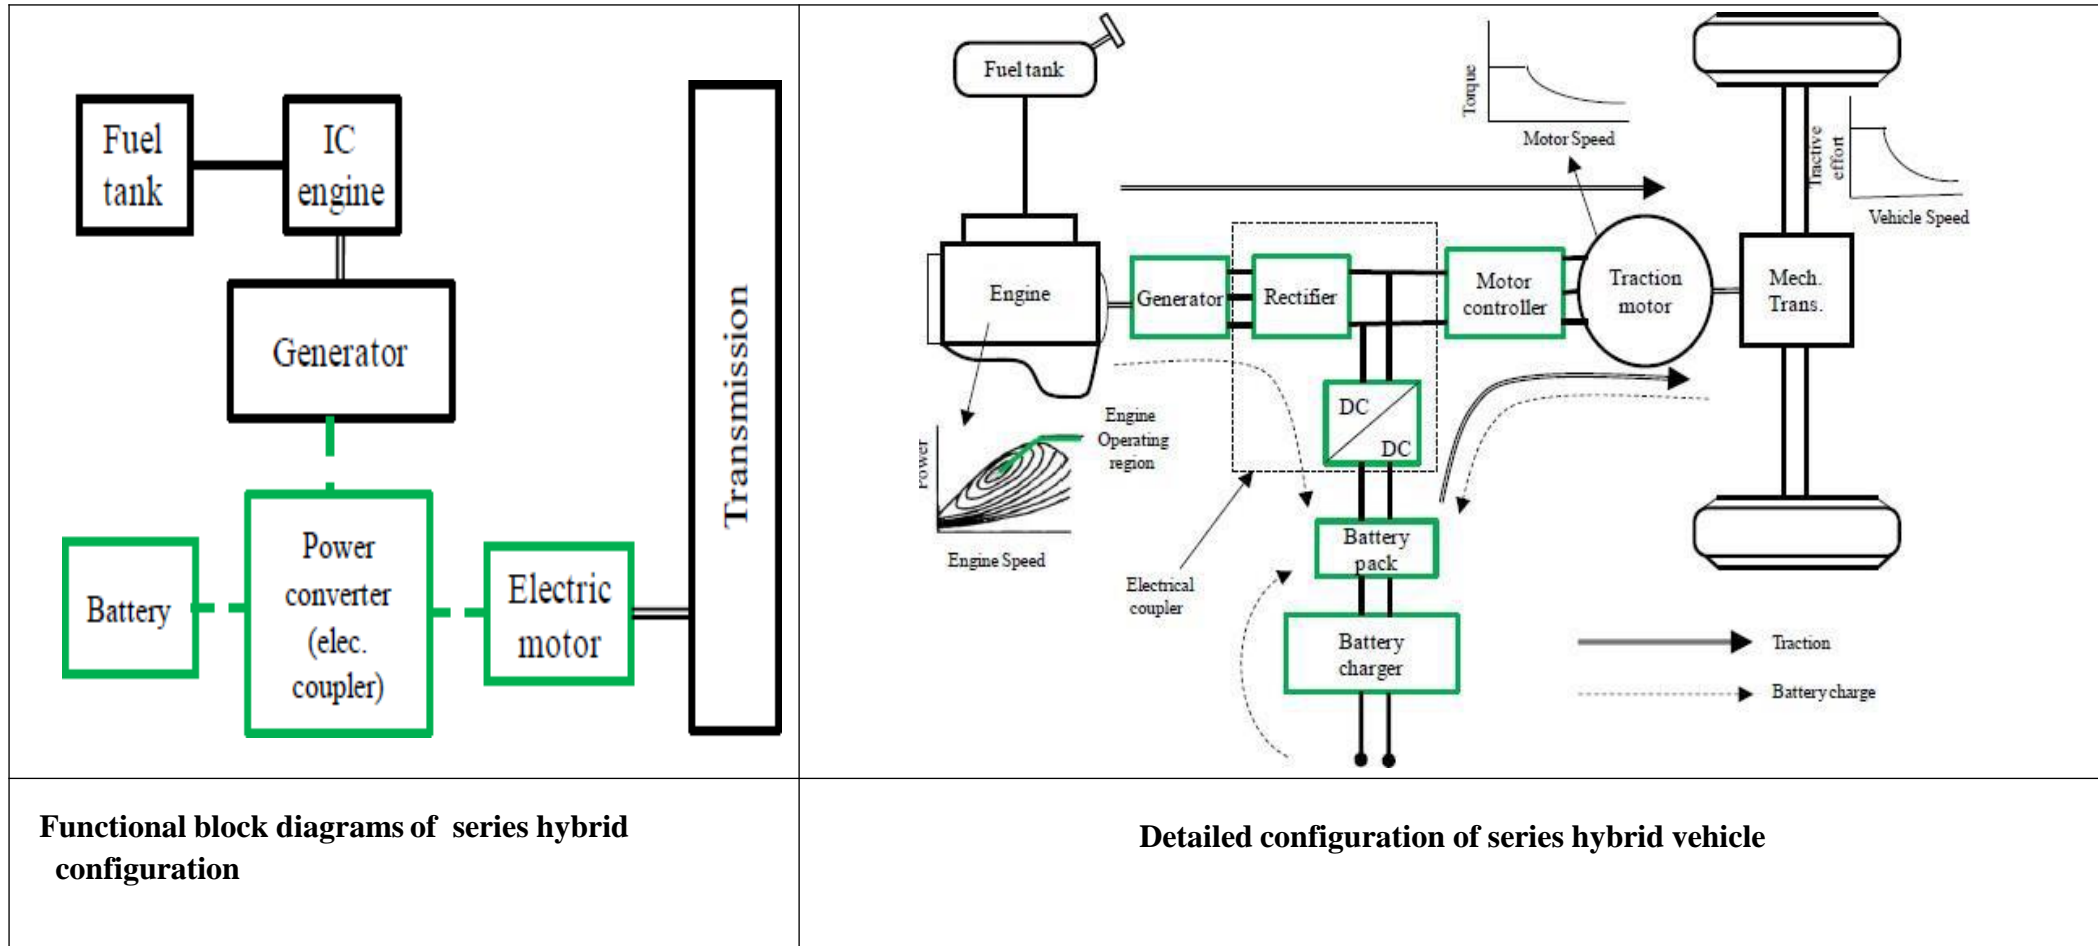 Fuel
tank
IC
engine
Generator
Transmission
Battery
Power
converter
(elec.
coupler)
Electric
motor
Functional block diagrams of series hybrid
configuration
Fuel tank
Torque
Motor Speed
Tractive
effort
Vehicle Speed
Engine
Generator
Rectifier
Motor
controller
Traction
motor
Mech.
Trans.
DC
DC
Power
Engine Speed
Engine
Operating
region
Electrical
coupler
Battery
pack
Battery
charger
Traction
Battery charge
Detailed configuration of series hybrid vehicle